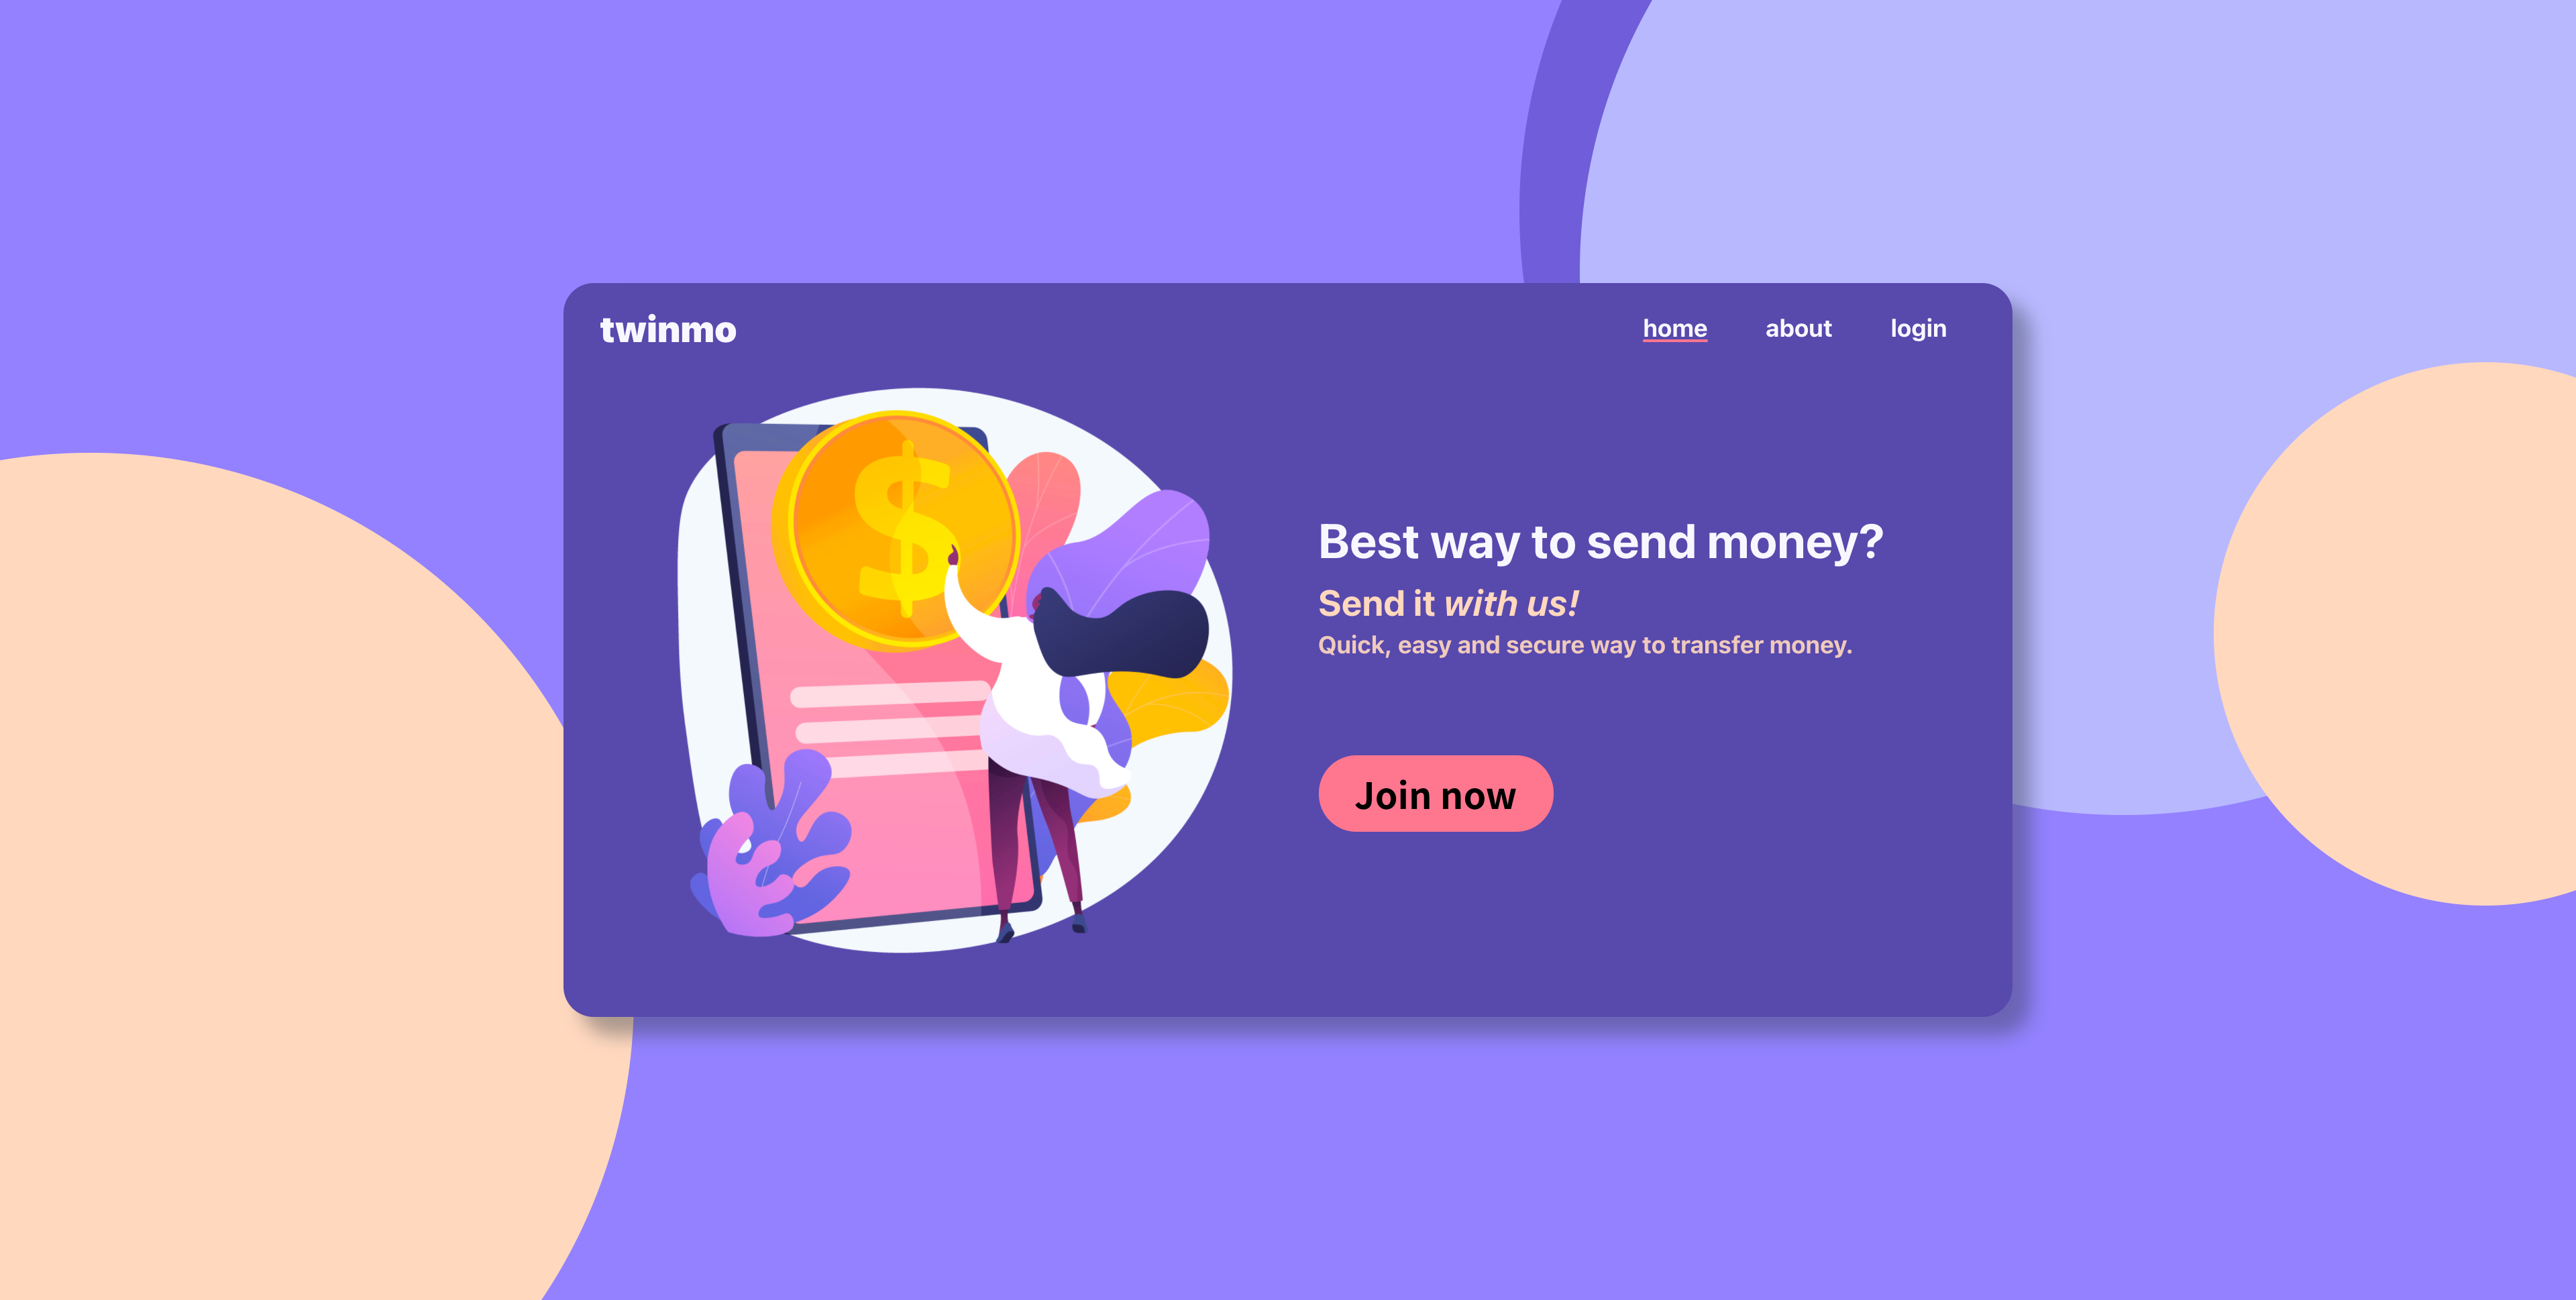 twinmo
home about login
$
Best way to send money?
Send it with us!
Quick, easy and secure way to transfer money.
Join now